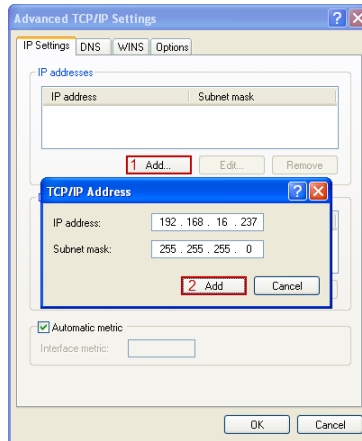 Advanced TCP/IP Settings
IP Settings DNS WINS Options
IP addresses
IP address Subnet mask
1 Add... Edit... Remove
TCP/IP Address
IP address: 192 . 168 . 16 . 237
Subnet mask: 255 . 255 . 255 . 0
2 Add Cancel
Automatic metric
Interface metric:
OK Cancel